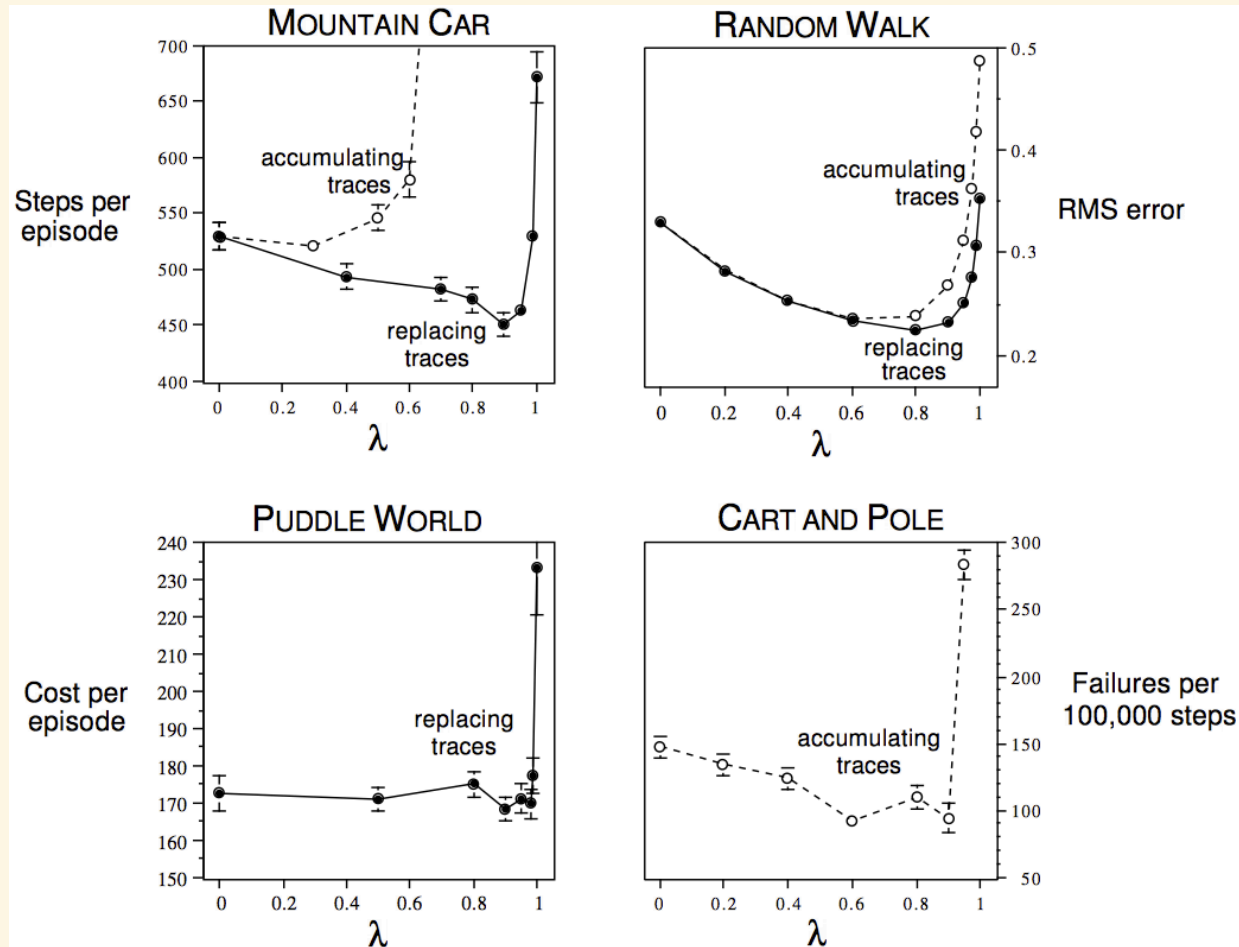 MOUNTAIN CAR
700
650
600
550
500
450
400
Steps per
episode
accumulating
traces
replacing
traces
0 0.2 0.4 0.6 0.8 1
λ
RANDOM WALK
0.5
0.4
0.3
0.2
RMS error
accumulating
traces
replacing
traces
0 0.2 0.4 0.6 0.8 1
λ
PUDDLE WORLD
240
230
220
210
200
190
180
170
160
150
Cost per
episode
replacing
traces
0 0.2 0.4 0.6 0.8 1
λ
CART AND POLE
300
250
200
150
100
50
Failures per
100,000 steps
accumulating
traces
0 0.2 0.4 0.6 0.8 1
λ